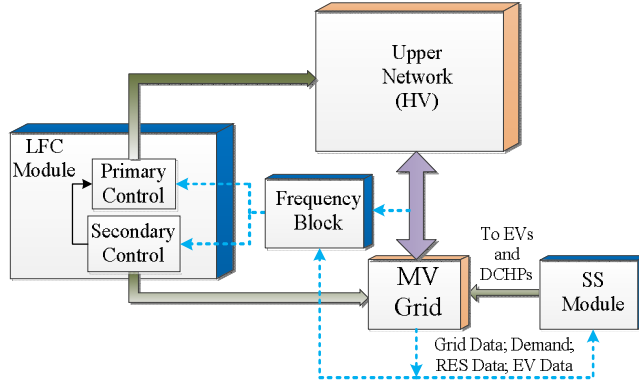 Upper
Network
(HV)
LFC
Module
Primary
Control
Secondary
Control
Frequency
Block
To EVs
and
DCHPs
MV
Grid
SS
Module
Grid Data; Demand;
RES Data; EV Data